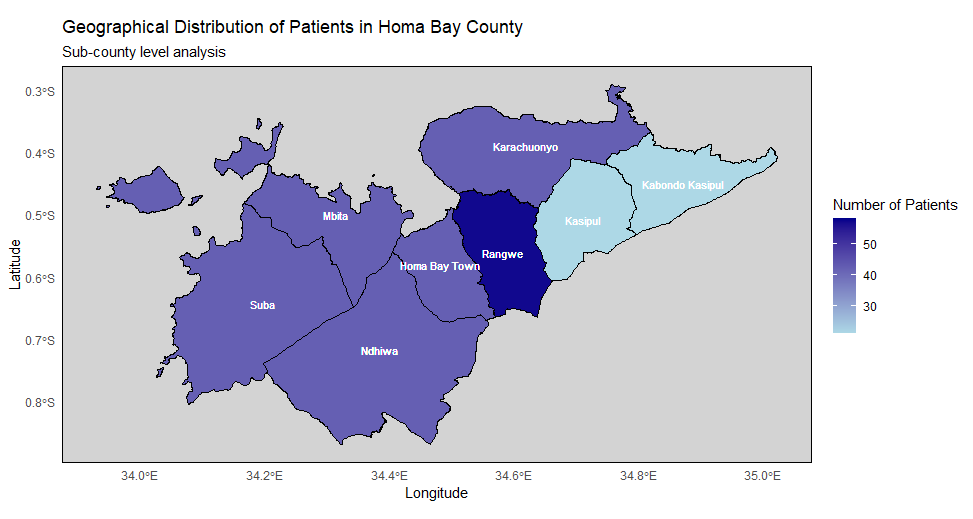 Geographical Distribution of Patients in Homa Bay County
Sub-county level analysis
0.3°S
0.4°S
0.5°S
0.6°S
0.7°S
0.8°S
Latitude
Karachuonyo
Kabondo Kasipul
Mbita
Kasipul
Rangwe
Homa Bay Town
Suba
Ndhiwa
34.0°E
34.2°E
34.4°E
34.6°E
34.8°E
35.0°E
Longitude
Number of Patients
50
40
30